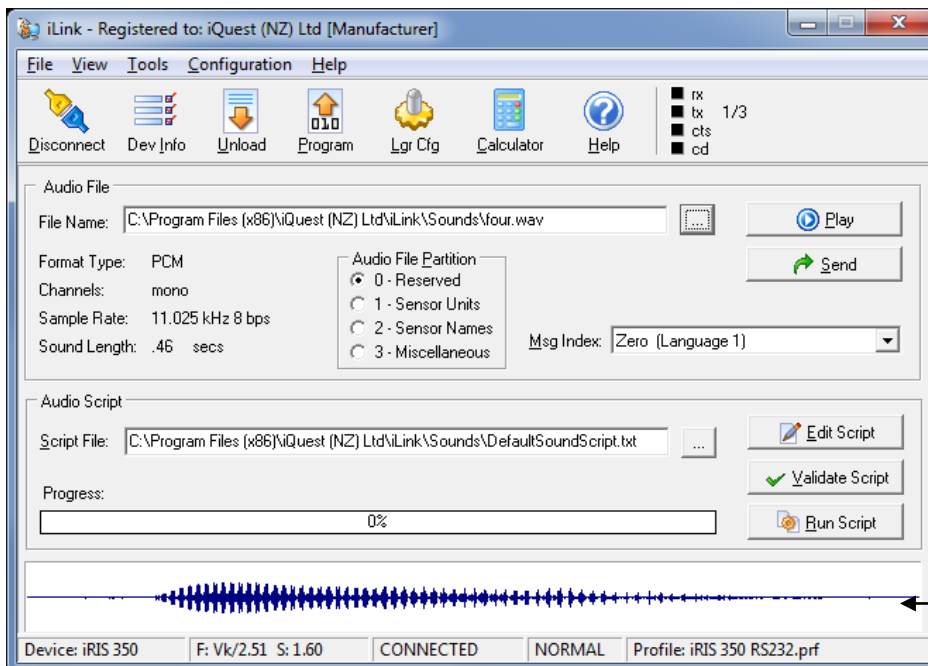 iLink - Registered to: iQuest (NZ) Ltd [Manufacturer]
File View Tools Configuration Help
Disconnect Dev Info Unload Program Lgr Cfg Calculator Help
010
rx
tx 1/3
cts
cd
Audio File
File Name: C:\Program Files (x86)\iQuest (NZ) Ltd\iLink\Sounds\four.wav ... Play
Format Type: PCM
Channels: mono
Sample Rate: 11.025 kHz 8 bps
Sound Length: .46 secs
Audio File Partition
0 - Reserved
1 - Sensor Units
2 - Sensor Names
3 - Miscellaneous
Send
Msg Index: Zero (Language 1)
Audio Script
Script File: C:\Program Files (x86)\iQuest (NZ) Ltd\iLink\Sounds\DefaultSoundScript.txt ... Edit Script
Validate Script
Progress:
0% Run Script
Device: iRIS 350 F: Vk/2.51 S: 1.60 CONNECTED NORMAL Profile: iRIS 350 RS232.prf